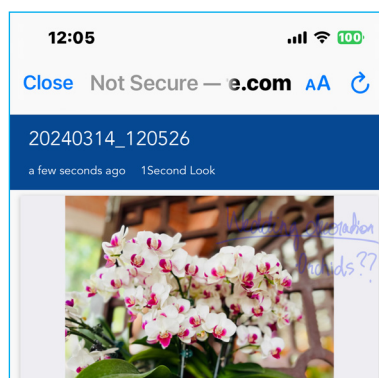 12:05
100
Close Not Secure — e.com AA
20240314_120526
a few seconds ago 1Second Look
Wedding decoration
Orchids??